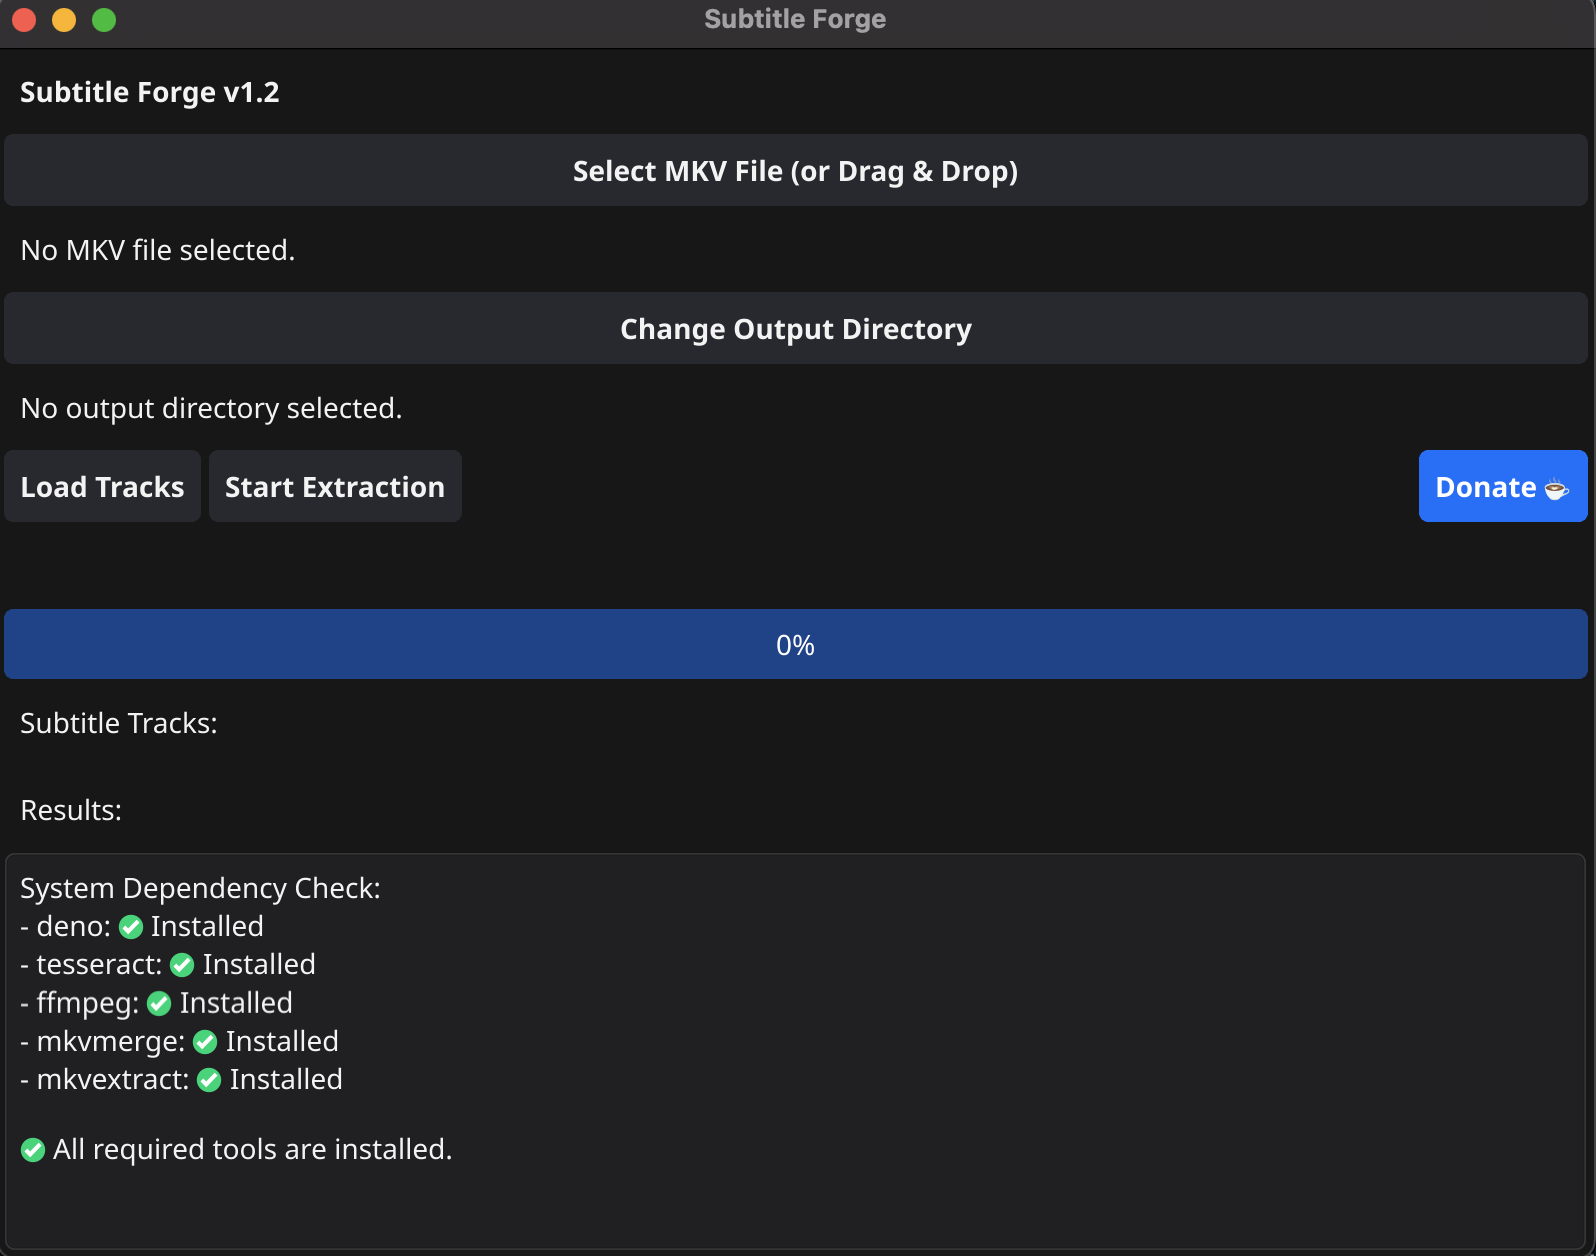 Subtitle Forge
Subtitle Forge v1.2
Select MKV File (or Drag & Drop)
No MKV file selected.
Change Output Directory
No output directory selected.
Load Tracks
Start Extraction
Donate ☕
0%
Subtitle Tracks:
Results:
System Dependency Check:
- deno: ✅ Installed
- tesseract: ✅ Installed
- ffmpeg: ✅ Installed
- mkvmerge: ✅ Installed
- mkvextract: ✅ Installed
✅ All required tools are installed.